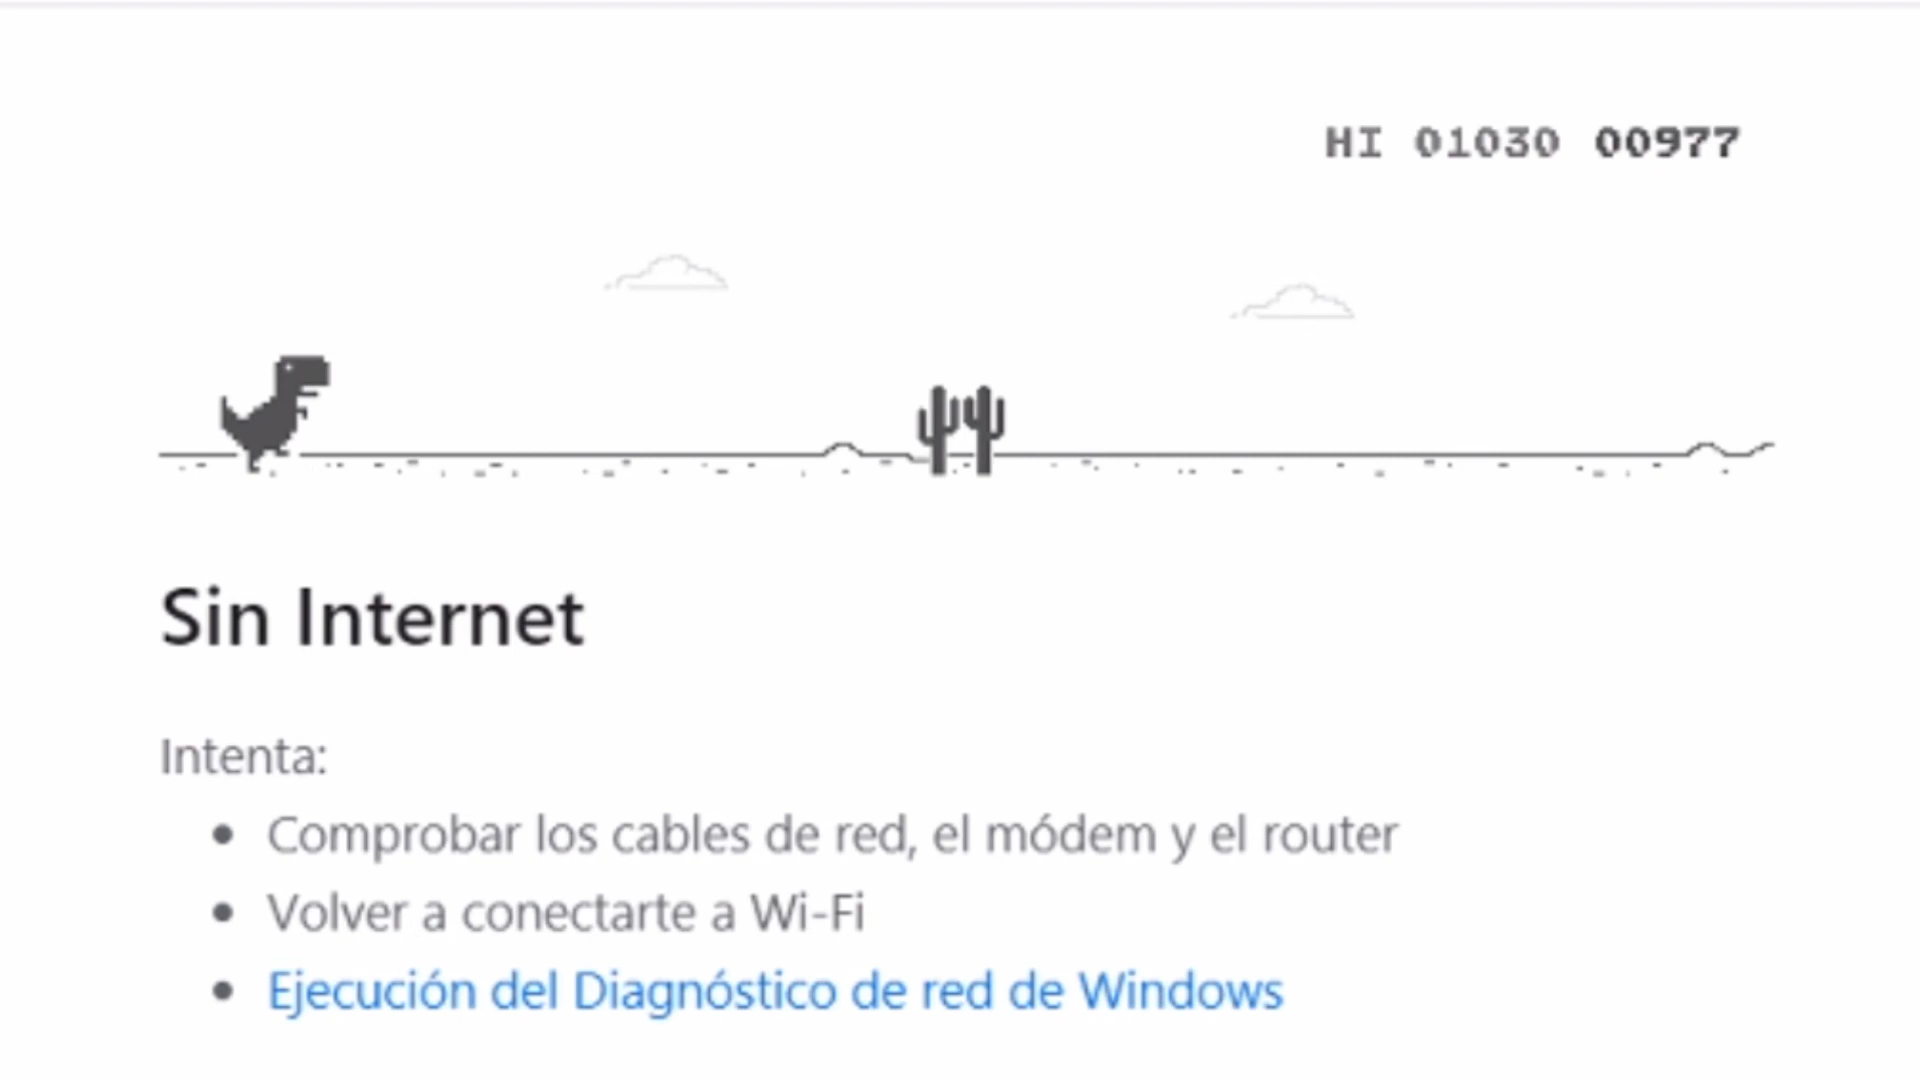 HI 01030 00977
Sin Internet
Intenta:
Comprobar los cables de red, el módem y el router
Volver a conectarte a Wi-Fi
Ejecución del Diagnóstico de red de Windows